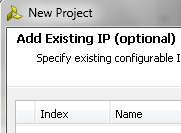 New Project
Add Existing IP (optional)
Specify existing configurable
Index Name